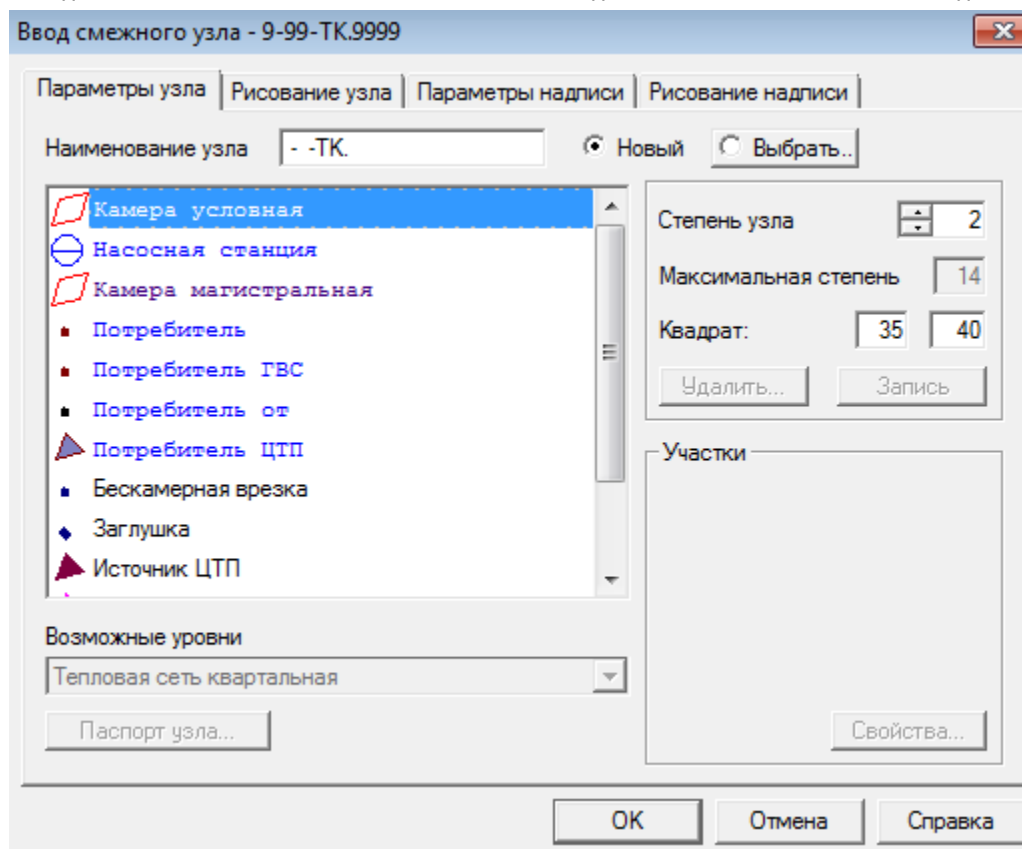 Ввод смежного узла - 9-99-ТК.9999
Параметры узла Рисование узла Параметры надписи Рисование надписи
Наименование узла - -ТК. Новый Выбрать..
Камера условная
Насосная станция
Камера магистральная
Потребитель
Потребитель ГВС
Потребитель от
Потребитель ЦТП
Бескамерная врезка
Заглушка
Источник ЦТП
Степень узла 2
Максимальная степень 14
Квадрат: 35 40
Удалить... Запись
Участки
Возможные уровни
Тепловая сеть квартальная
Паспорт узла... Свойства...
OK Отмена Справка